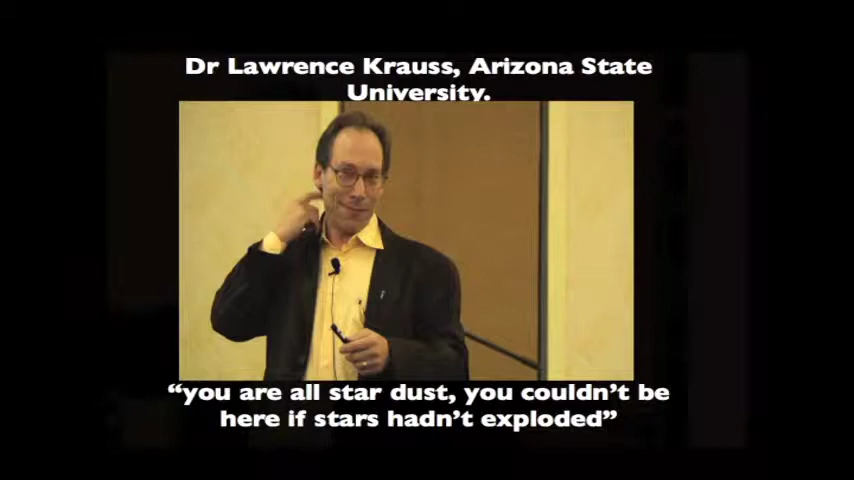 Dr Lawrence Krauss, Arizona State
University.
“you are all star dust, you couldn’t be
here if stars hadn’t exploded”